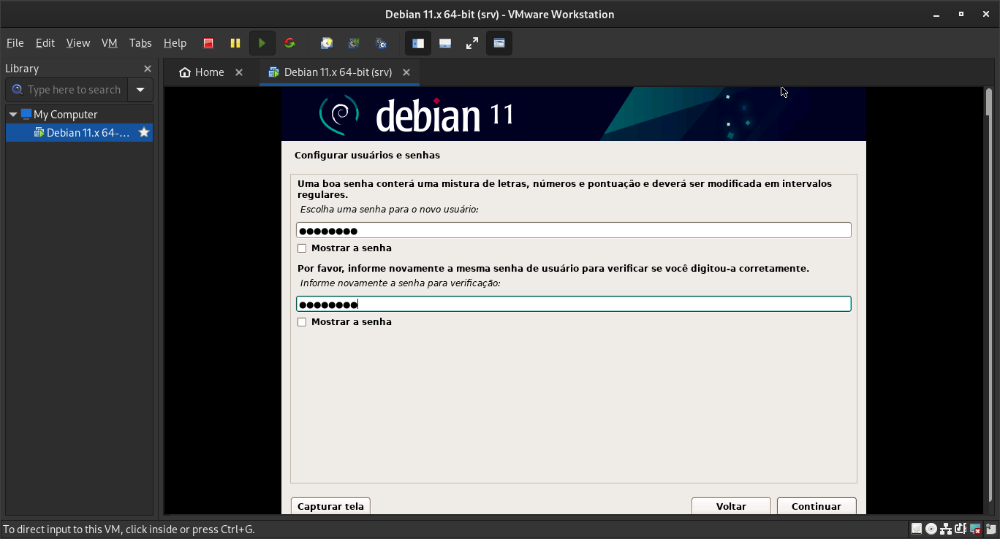 Debian 11.x 64-bit (srv) - VMware Workstation
File Edit View VM Tabs Help
Library
Home
Debian 11.x 64-bit (srv)
Type here to search
My Computer
Debian 11.x 64-...
debian 11
Configurar usuários e senhas
Uma boa senha conterá uma mistura de letras, números e pontuação e deverá ser modificada em intervalos
regulares.
Escolha uma senha para o novo usuário:
●●●●●●●●
Mostrar a senha
Por favor, informe novamente a mesma senha de usuário para verificar se você digitou-a corretamente.
Informe novamente a senha para verificação:
●●●●●●●●
Mostrar a senha
Capturar tela
Voltar
Continuar
To direct input to this VM, click inside or press Ctrl+G.